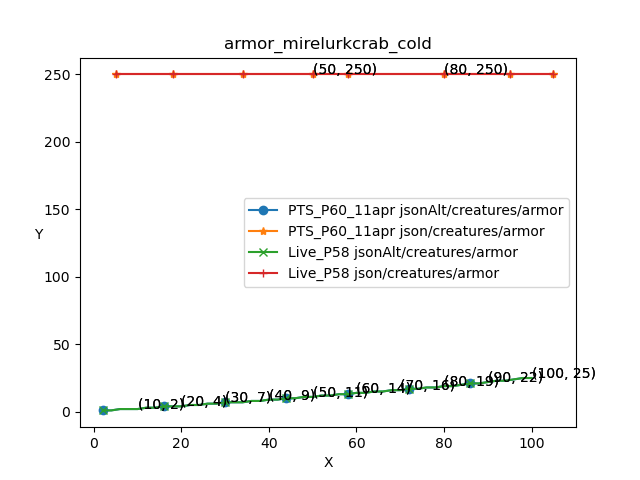 armor_mirelurkcrab_cold
250
(50, 250)
(80, 250)
200
150
PTS_P60_11apr jsonAlt/creatures/armor
PTS_P60_11apr json/creatures/armor
Y
Live_P58 jsonAlt/creatures/armor
100
Live_P58 json/creatures/armor
50
(10, 2)
(20, 4)
(30, 7)
(40, 9)
(50, 11)
(60, 14)
(70, 16)
(80, 19)
(90, 22)
(100, 25)
0
0 20 40 60 80 100
X